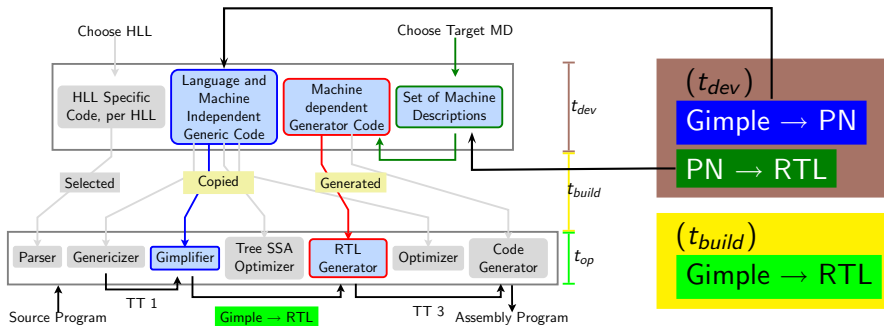 Choose HLL
Choose Target MD
HLL Specific
Code, per HLL
Language and
Machine
Independent
Generic Code
Machine
dependent
Generator Code
Set of Machine
Descriptions
t_dev
(t_dev)
Gimple → PN
PN → RTL
Selected
Copied
Generated
t_build
(t_build)
Gimple → RTL
Parser
Genericizer
Gimplifier
Tree SSA
Optimizer
RTL
Generator
Optimizer
Code
Generator
t_op
Source Program
TT 1
Gimple → RTL
TT 3
Assembly Program